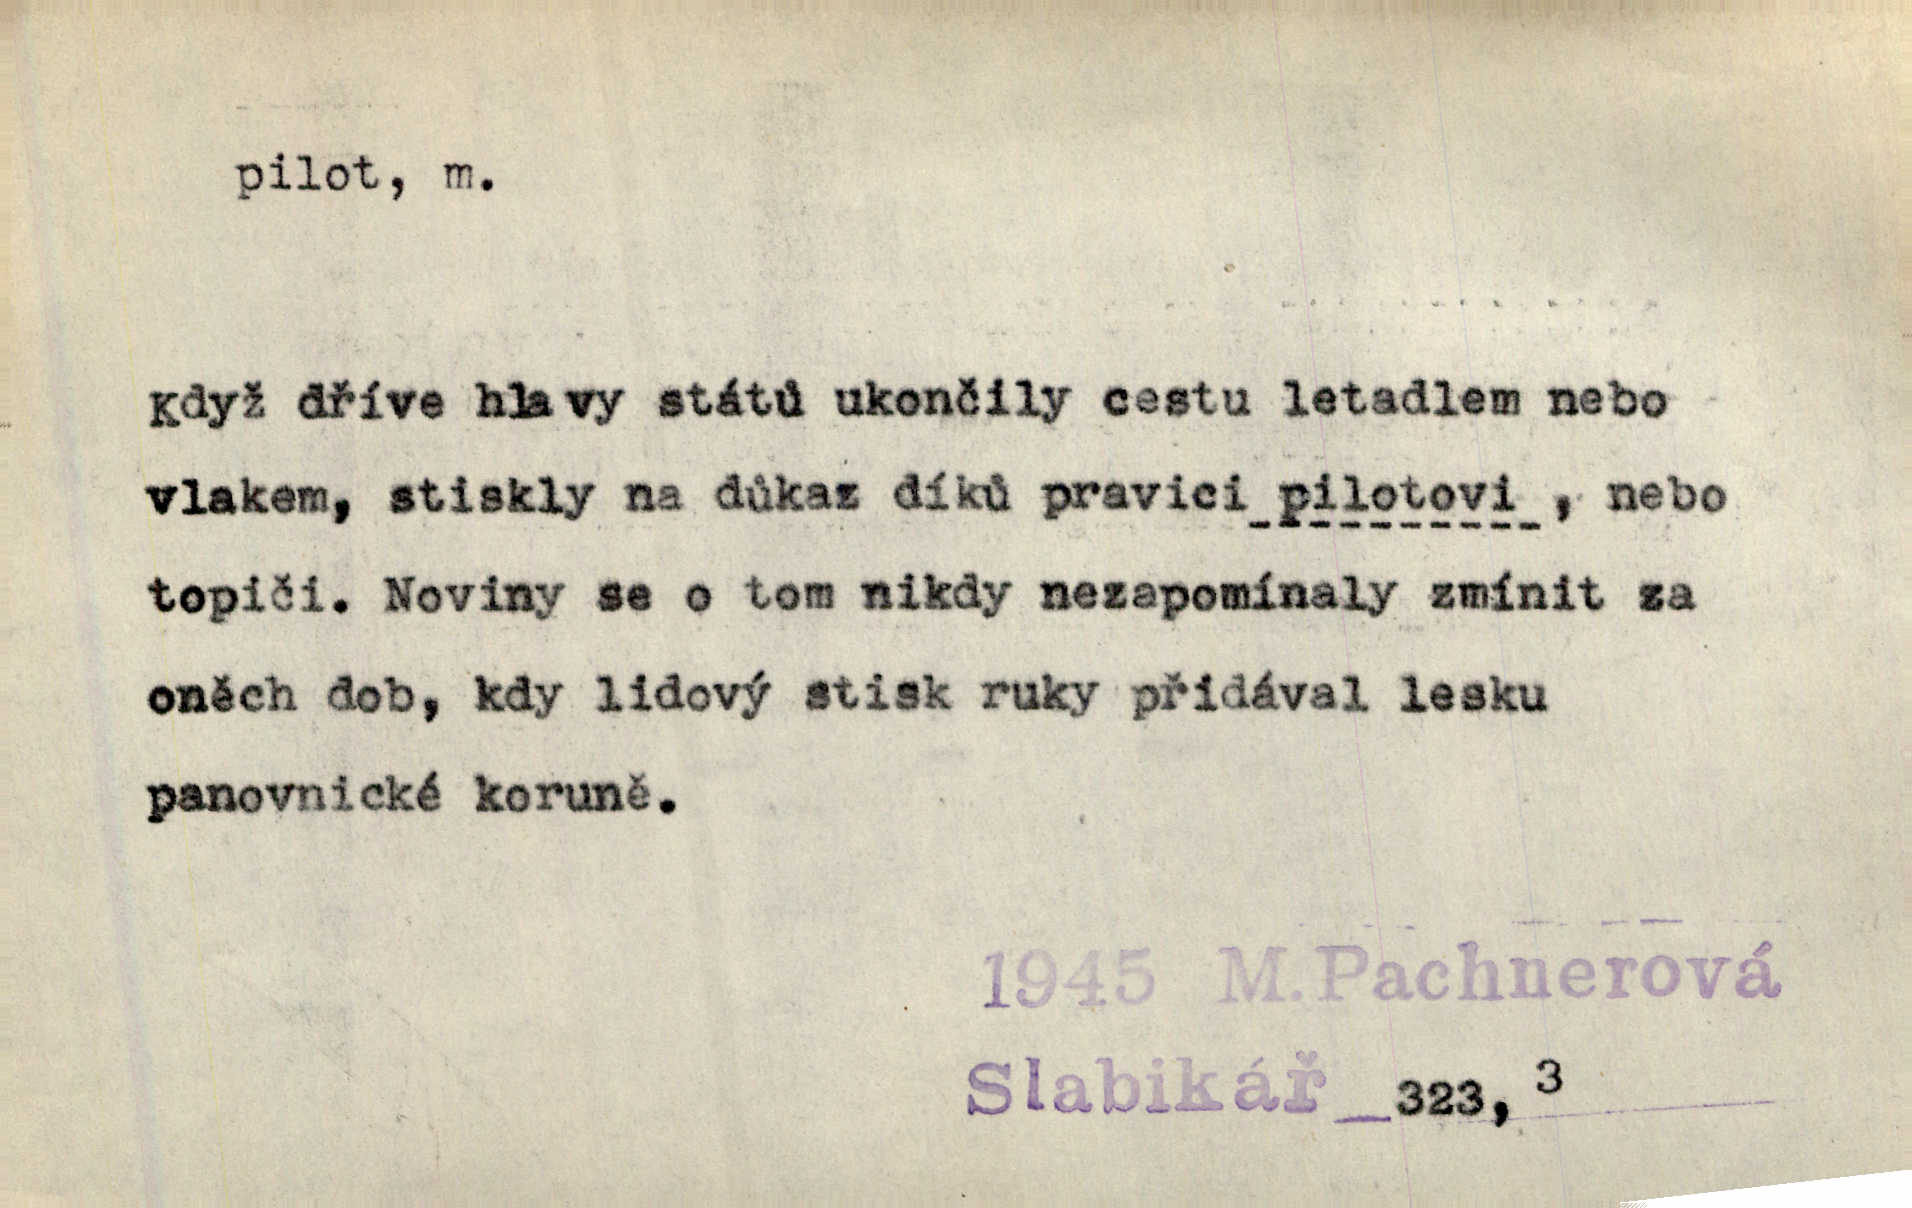 pilot, m.
Když dříve hlavy států ukončily cestu letadlem nebo
vlakem, stiskly na důkaz díků pravici pilotovi , nebo
topiči. Noviny se o tom nikdy nezapomínaly zmínit za
oněch dob, kdy lidový stisk ruky přidával lesku
panovnické koruně.
1945 M.Pachnerová
Slabikář 323, 3